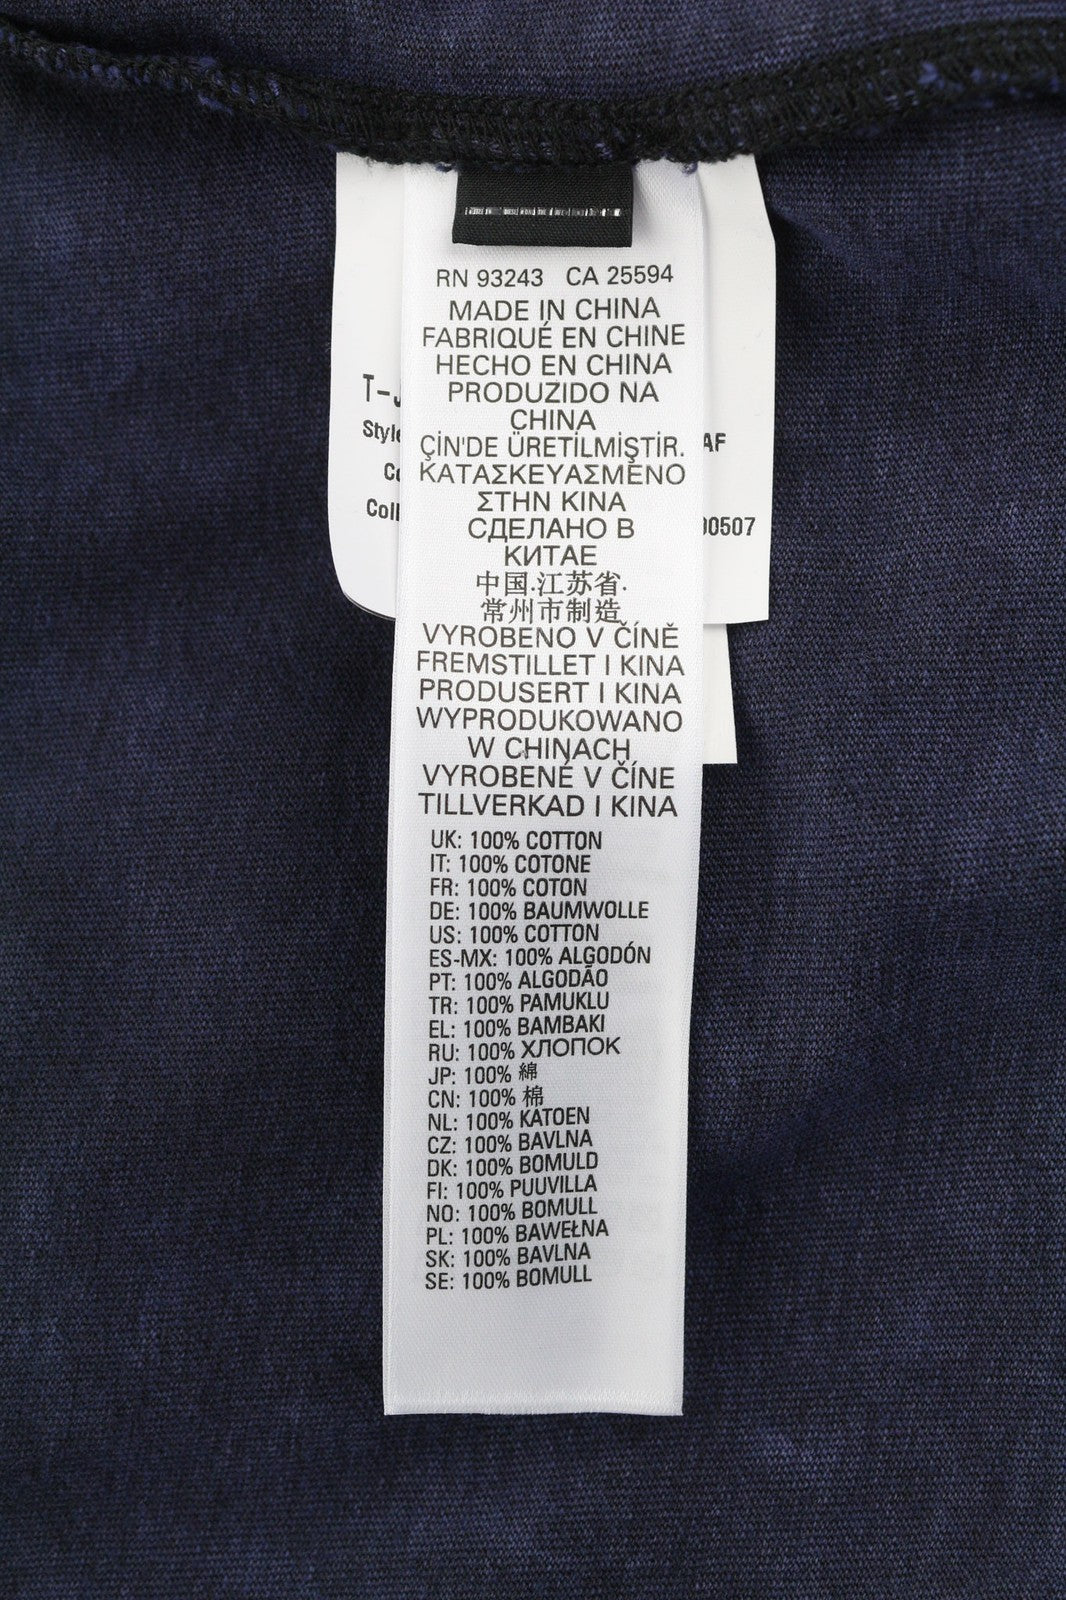 RN 93243 CA 25594
MADE IN CHINA
FABRIQUÉ EN CHINE
HECHO EN CHINA
PRODUZIDO NA
CHINA
ÇİN'DE ÜRETİLMİŞTİR.
ΚΑΤΑΣΚΕΥΑΣΜΕΝΟ
ΣΤΗΝ ΚΙΝΑ
СДЕЛАНО В
КИТАЕ
中国.江苏省.
常州市制造
VYROBENO V ČÍNĚ
FREMSTILLET I KINA
PRODUSERT I KINA
WYPRODUKOWANO
W CHINACH
VYROBENÉ V ČÍNE
TILLVERKAD I KINA
UK: 100% COTTON
IT: 100% COTONE
FR: 100% COTON
DE: 100% BAUMWOLLE
US: 100% COTTON
ES-MX: 100% ALGODÓN
PT: 100% ALGODÃO
TR: 100% PAMUKLU
EL: 100% BAMBAKI
RU: 100% ХЛОПОК
JP: 100% 綿
CN: 100% 棉
NL: 100% KATOEN
CZ: 100% BAVLNA
DK: 100% BOMULD
FI: 100% PUUVILLA
NO: 100% BOMULL
PL: 100% BAWEŁNA
SK: 100% BAVLNA
SE: 100% BOMULL
T-
Style
Coll
AF
00507